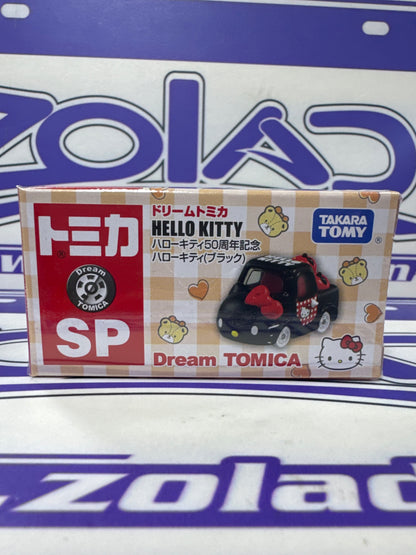 ZOLAD
トミカ
Dream
TOMICA
SP
ドリームトミカ
HELLO KITTY
ハローキティ50周年記念
ハローキティ(ブラック)
TAKARA
TOMY
®
Dream TOMICA
zolad